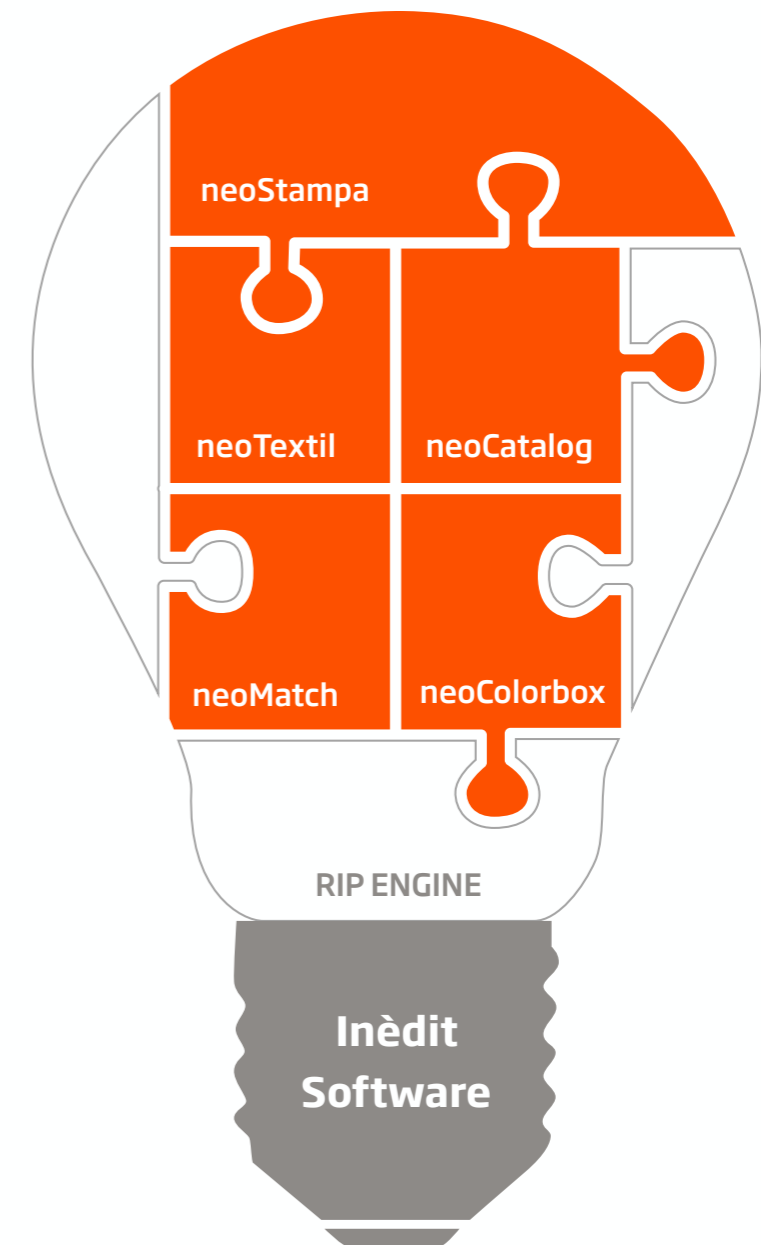 neoStampa
neoTextil
neoCatalog
neoMatch
neoColorbox
RIP ENGINE
Inèdit
Software